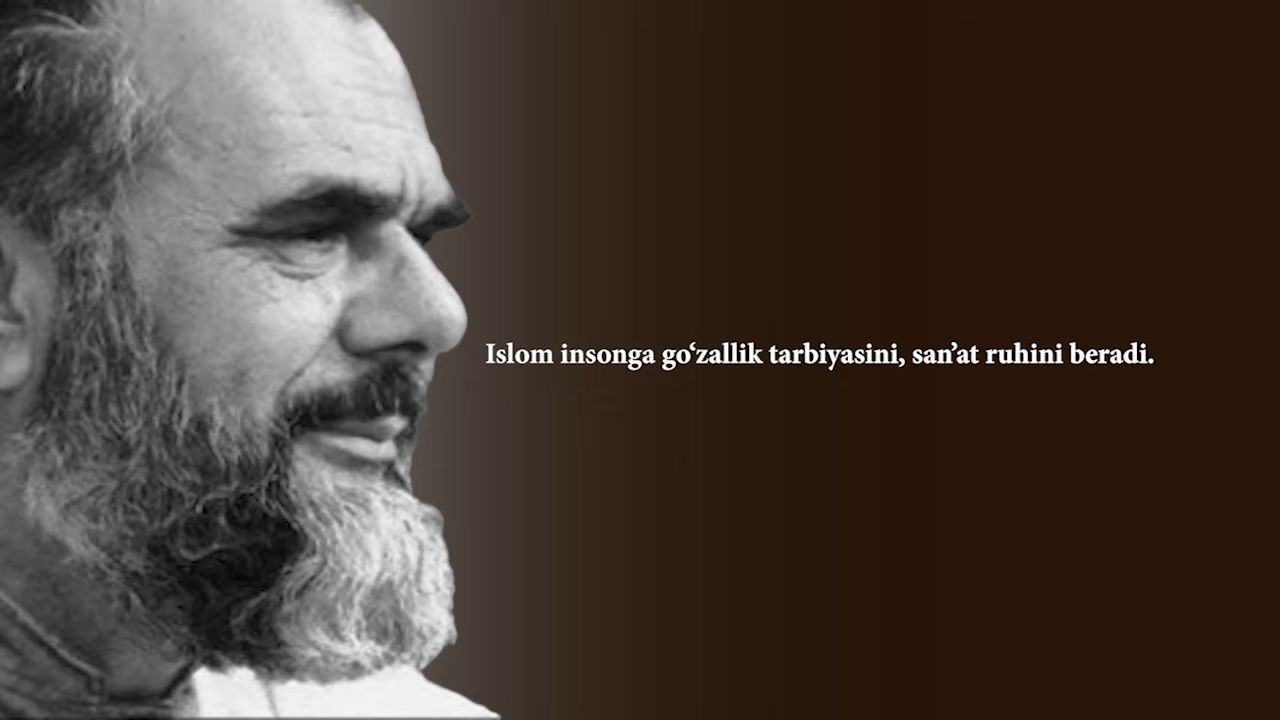 Islom insonga go‘zallik tarbiyasini, san’at ruhini beradi.